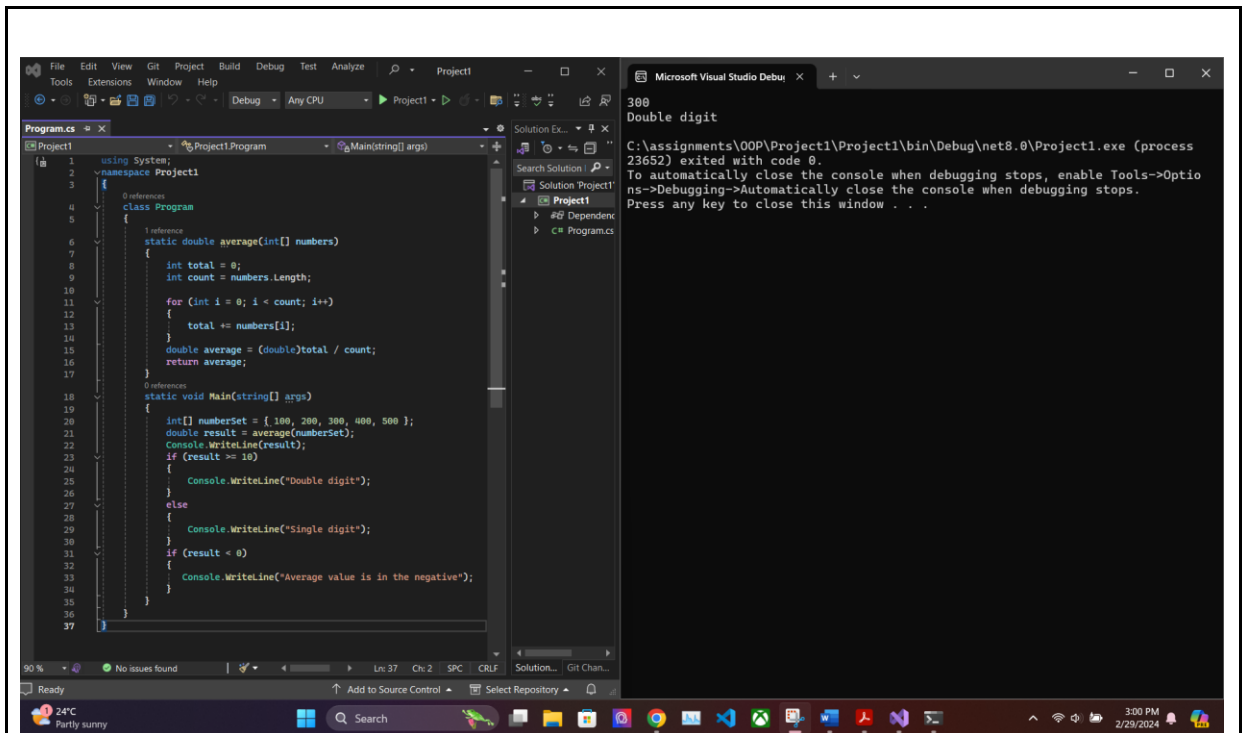 File Edit View Git Project Build Debug Test Analyze Project1
Tools Extensions Window Help
Debug Any CPU Project1
Program.cs
Project1 Project1.Program Main(string[] args)
1 using System;
2 namespace Project1
3 {
0 references
4 class Program
5 {
1 reference
6 static double average(int[] numbers)
7 {
8 int total = 0;
9 int count = numbers.Length;
10
11 for (int i = 0; i < count; i++)
12 {
13 total += numbers[i];
14 }
15 double average = (double)total / count;
16 return average;
17 }
0 references
18 static void Main(string[] args)
19 {
20 int[] numberSet = { 100, 200, 300, 400, 500 };
21 double result = average(numberSet);
22 Console.WriteLine(result);
23 if (result >= 10)
24 {
25 Console.WriteLine("Double digit");
26 }
27 else
28 {
29 Console.WriteLine("Single digit");
30 }
31 if (result < 0)
32 {
33 Console.WriteLine("Average value is in the negative");
34 }
35 }
36 }
37 }
90 % No issues found Ln: 37 Ch: 2 SPC CRLF
Solution Ex...
Search Solution
Solution 'Project1'
Project1
Dependenc
C# Program.cs
Solution... Git Chan...
Ready Add to Source Control Select Repository
Microsoft Visual Studio Debu
300
Double digit
C:\assignments\OOP\Project1\Project1\bin\Debug\net8.0\Project1.exe (process
23652) exited with code 0.
To automatically close the console when debugging stops, enable Tools->Optio
ns->Debugging->Automatically close the console when debugging stops.
Press any key to close this window . . .
1
24°C
Partly sunny
Search
3:00 PM
2/29/2024
PRE